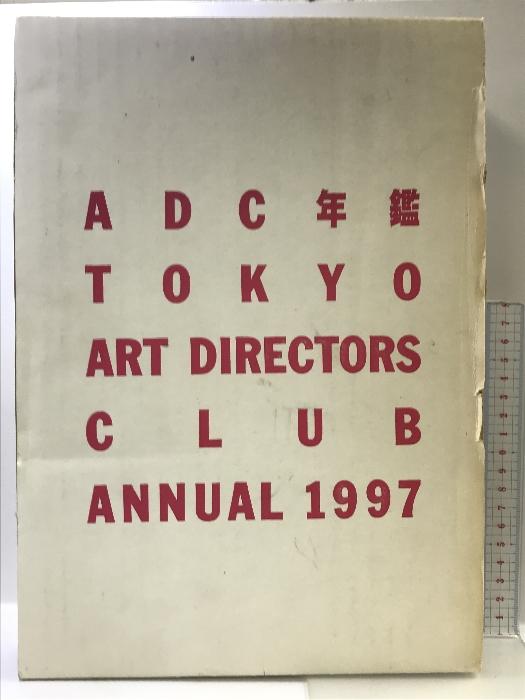 ADC年鑑
TOKYO
ART DIRECTORS
CLUB
ANNUAL 1997